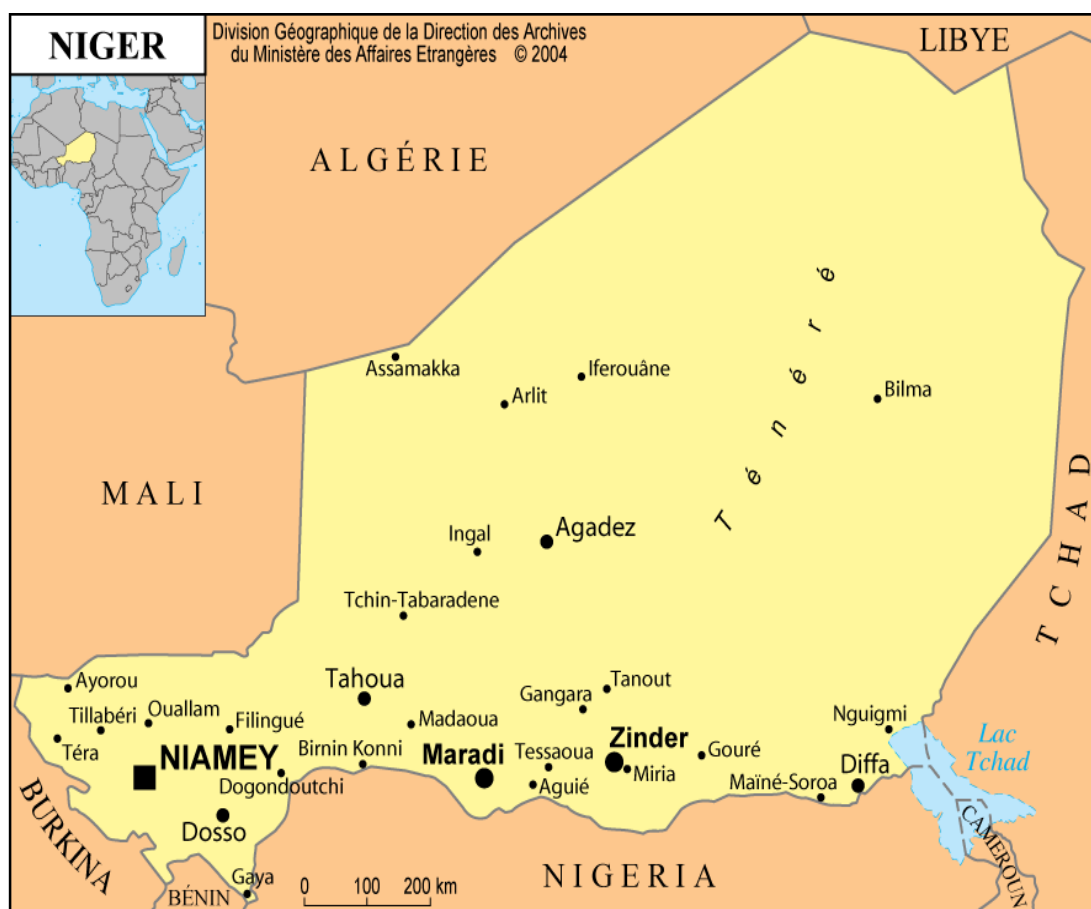 NIGER
Division Géographique de la Direction des Archives
du Ministère des Affaires Etrangères © 2004
LIBYE
ALGÉRIE
Ténéré
Assamakka
Iferouâne
Arlit
Bilma
MALI
TCHAD
Agadez
Ingal
Tchin-Tabaradene
Ayorou
Tahoua
Tanout
Gangara
Tillabéri
Oualla﻿m
Filingué
Madaoua
Nguigmi
Téra
NIAMEY
Birnin Konni
Maradi
Tessaoua
Zinder
Gouré
Lac
Tchad
Dogondoutchi
Aguié
Miria
Maïné-Soroa
Diffa
BURKINA
Dosso
CAMEROUN
Gaya
BÉNIN
0 100 200 km
NIGERIA